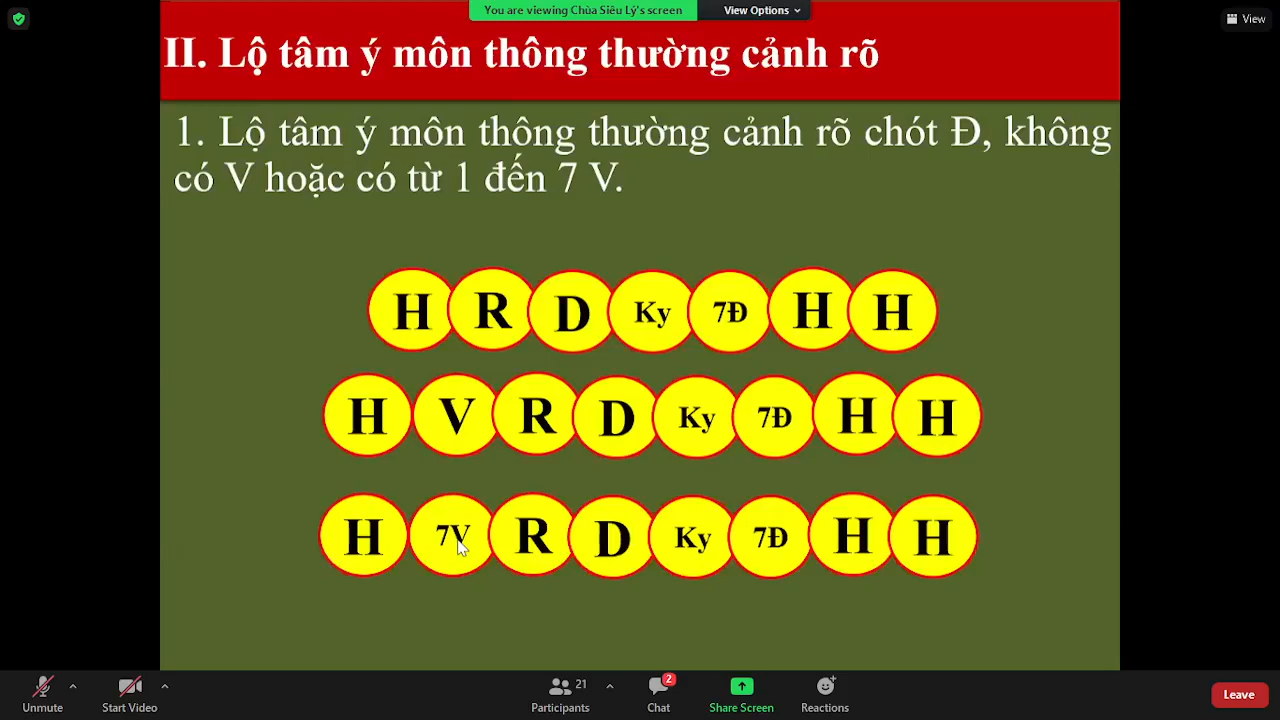 You are viewing Chùa Siêu Lý's screen View Options
View
II. Lộ tâm ý môn thông thường cảnh rõ
1. Lộ tâm ý môn thông thường cảnh rõ chót Đ, không
có V hoặc có từ 1 đến 7 V.
H R D Ky 7Đ H H
H V R D Ky 7Đ H H
H 7V R D Ky 7Đ H H
21 2
Unmute Start Video Participants Chat Share Screen Reactions Leave